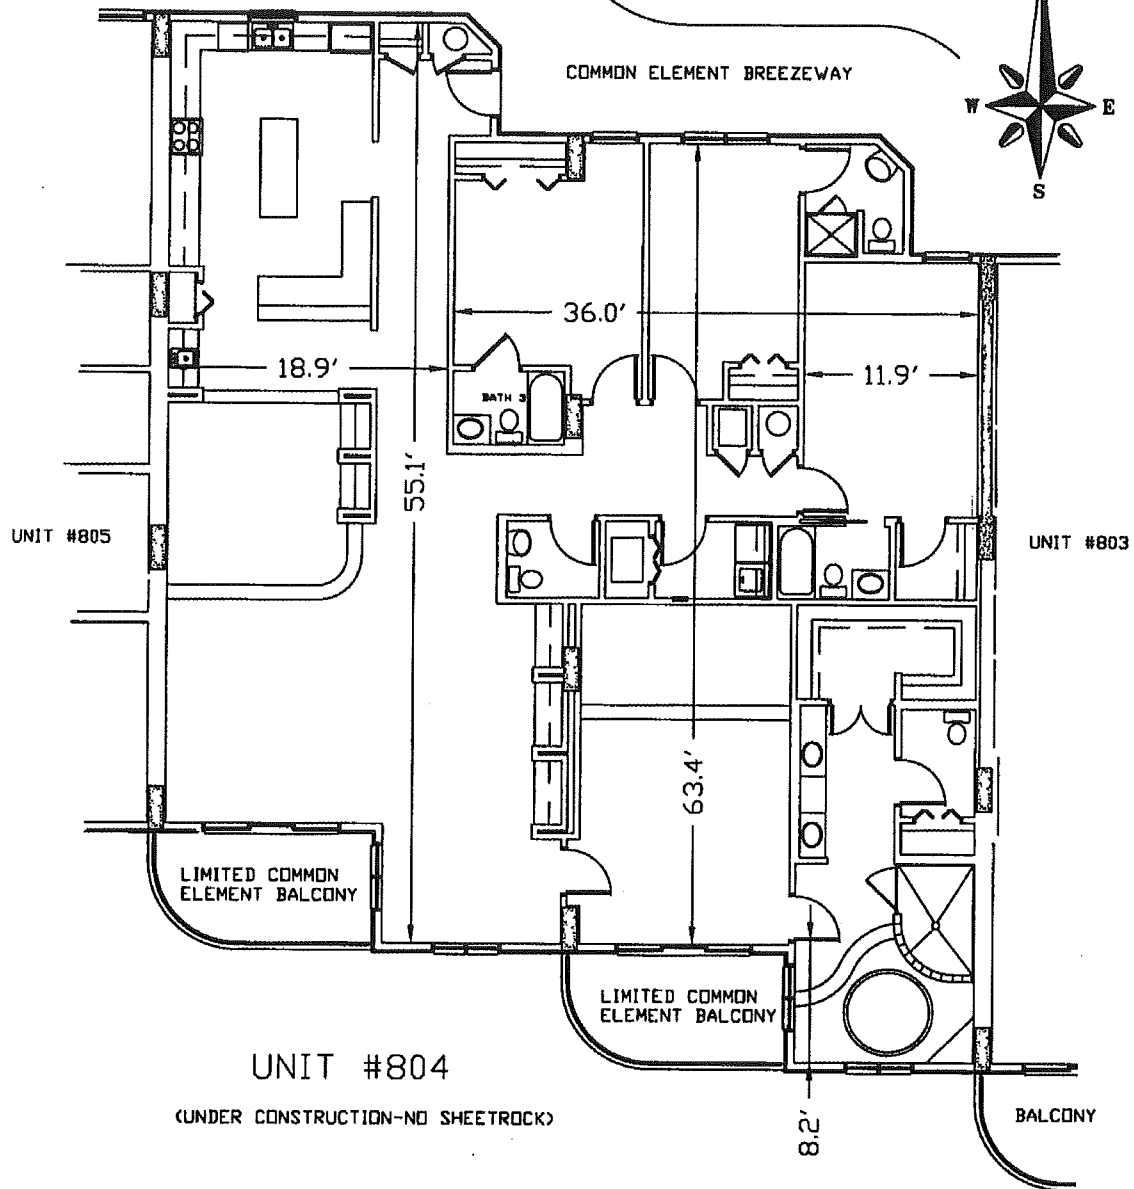 COMMON ELEMENT BREEZEWAY
W
E
S
36.0'
18.9'
11.9'
BATH 3
55.1'
UNIT #805
UNIT #803
63.4'
LIMITED COMMON
ELEMENT BALCONY
LIMITED COMMON
ELEMENT BALCONY
UNIT #804
(UNDER CONSTRUCTION-NO SHEETROCK)
8.2'
BALCONY